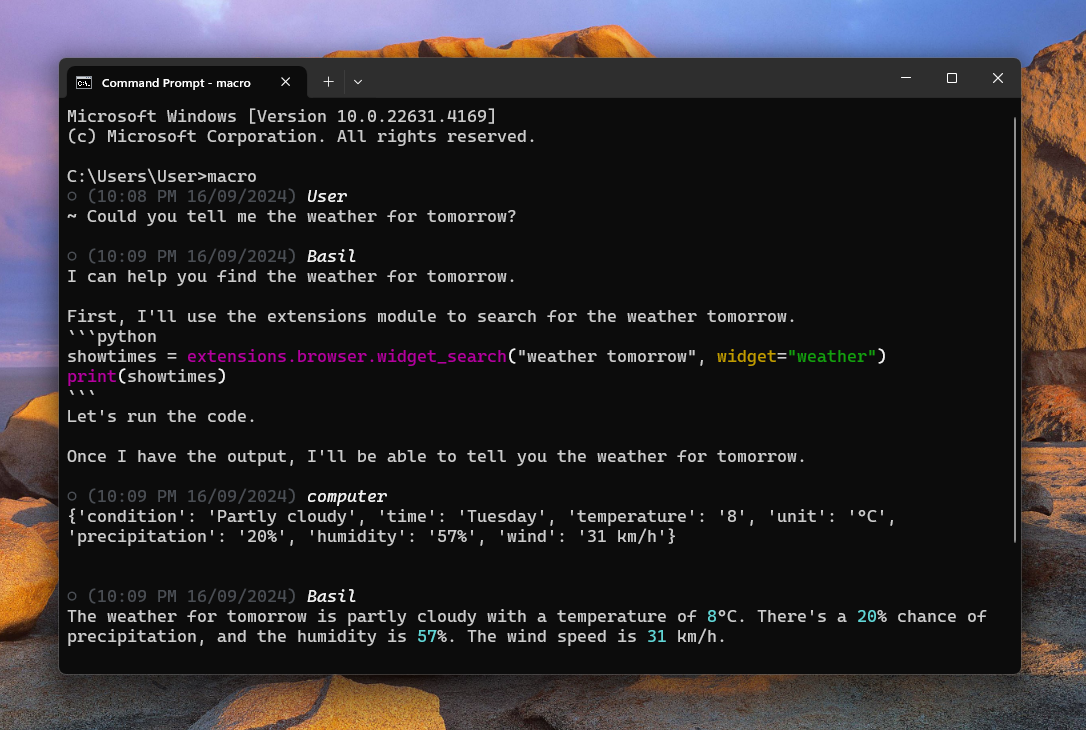 Command Prompt - macro
Microsoft Windows [Version 10.0.22631.4169]
(c) Microsoft Corporation. All rights reserved.
C:\Users\User>macro
○ (10:08 PM 16/09/2024) User
~ Could you tell me the weather for tomorrow?
○ (10:09 PM 16/09/2024) Basil
I can help you find the weather for tomorrow.
First, I'll use the extensions module to search for the weather tomorrow.
```python
showtimes = extensions.browser.widget_search("weather tomorrow", widget="weather")
print(showtimes)
```
Let's run the code.
Once I have the output, I'll be able to tell you the weather for tomorrow.
○ (10:09 PM 16/09/2024) computer
{'condition': 'Partly cloudy', 'time': 'Tuesday', 'temperature': '8', 'unit': '°C',
'precipitation': '20%', 'humidity': '57%', 'wind': '31 km/h'}
○ (10:09 PM 16/09/2024) Basil
The weather for tomorrow is partly cloudy with a temperature of 8°C. There's a 20% chance of
precipitation, and the humidity is 57%. The wind speed is 31 km/h.